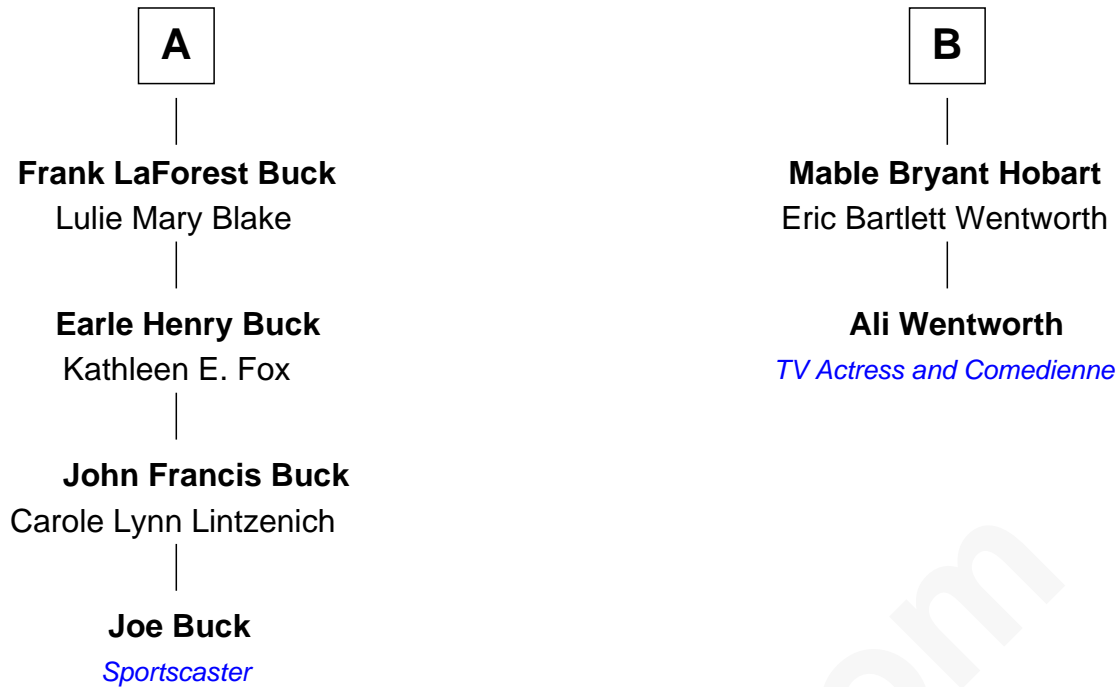 A
Frank LaForest Buck
Lulie Mary Blake
Earle Henry Buck
Kathleen E. Fox
John Francis Buck
Carole Lynn Lintzenich
Joe Buck
Sportscaster
B
Mable Bryant Hobart
Eric Bartlett Wentworth
Ali Wentworth
TV Actress and Comedienne
om